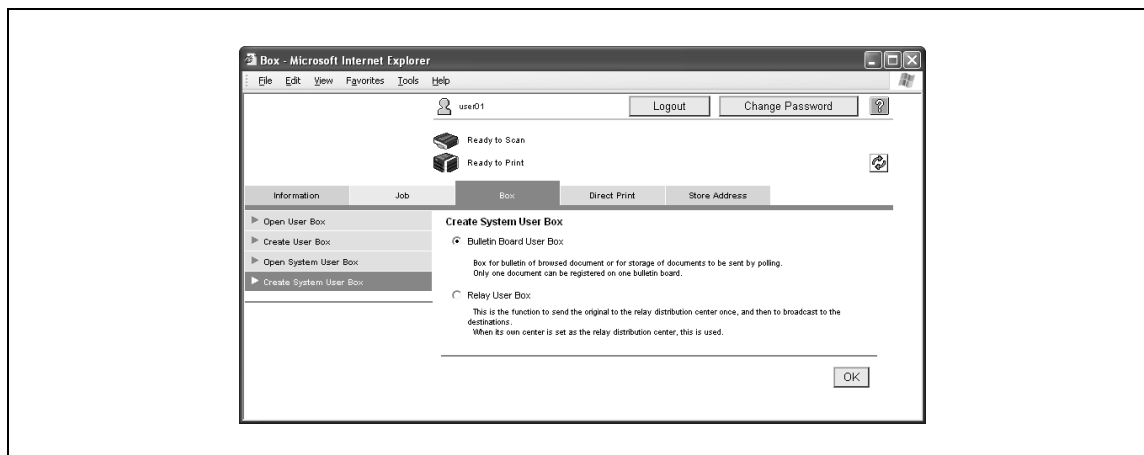 Box - Microsoft Internet Explorer
File Edit View Favorites Tools Help
user01 Logout Change Password ?
Ready to Scan
Ready to Print
Information Job Box Direct Print Store Address
Open User Box
Create User Box
Open System User Box
Create System User Box
Create System User Box
Bulletin Board User Box
Box for bulletin of browsed document or for storage of documents to be sent by polling.
Only one document can be registered on one bulletin board.
Relay User Box
This is the function to send the original to the relay distribution center once, and then to broadcast to the
destinations.
When its own center is set as the relay distribution center, this is used.
OK